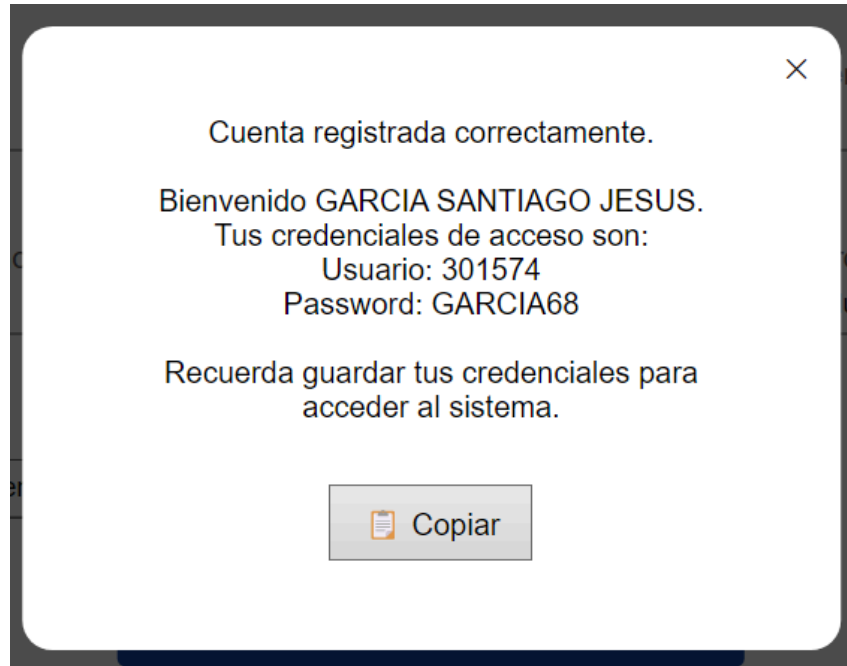 Cuenta registrada correctamente.
Bienvenido GARCIA SANTIAGO JESUS.
Tus credenciales de acceso son:
Usuario: 301574
Password: GARCIA68
Recuerda guardar tus credenciales para
acceder al sistema.
Copiar